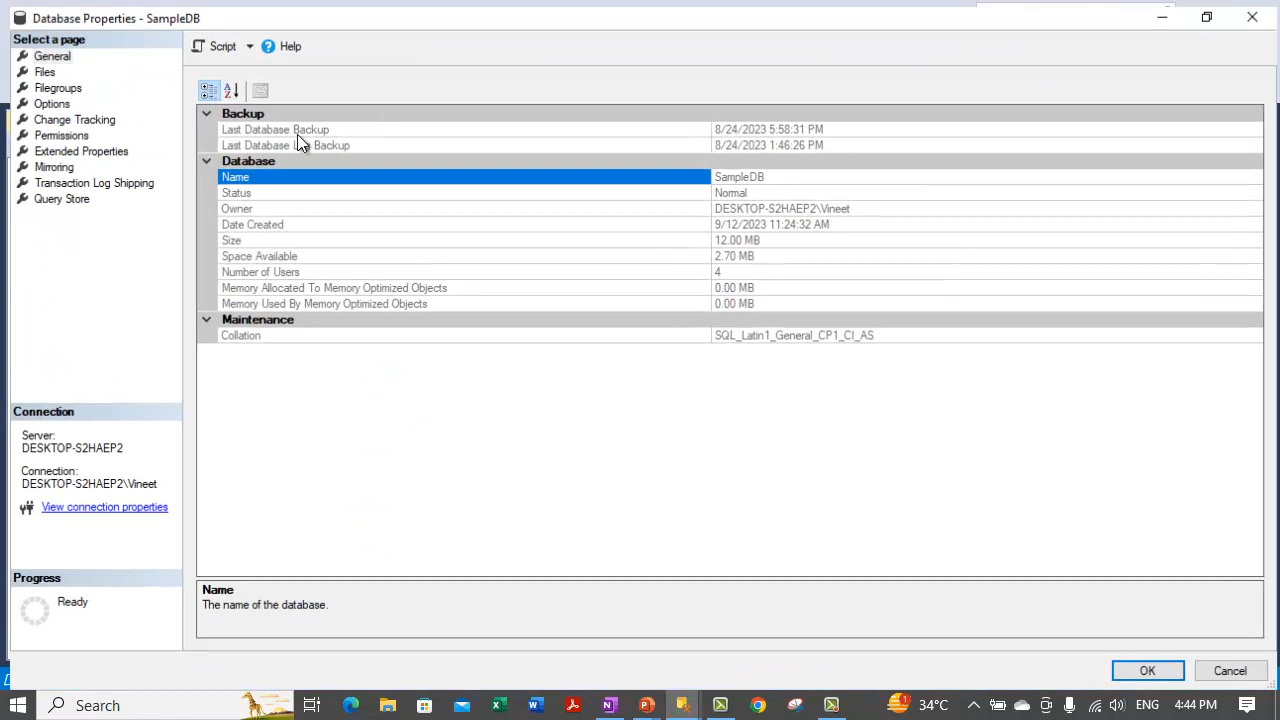 Database Properties - SampleDB
Select a page
General
Files
Filegroups
Options
Change Tracking
Permissions
Extended Properties
Mirroring
Transaction Log Shipping
Query Store
Connection
Server:
DESKTOP-S2HAEP2
Connection:
DESKTOP-S2HAEP2\Vineet
View connection properties
Progress
Ready
Script
Help
Backup
Last Database Backup 8/24/2023 5:58:31 PM
Last Database Backup 8/24/2023 1:46:26 PM
Database
Name SampleDB
Status Normal
Owner DESKTOP-S2HAEP2\Vineet
Date Created 9/12/2023 11:24:32 AM
Size 12.00 MB
Space Available 2.70 MB
Number of Users 4
Memory Allocated To Memory Optimized Objects 0.00 MB
Memory Used By Memory Optimized Objects 0.00 MB
Maintenance
Collation SQL_Latin1_General_CP1_CI_AS
Name
The name of the database.
OK Cancel
Search
1
34°C
ENG
4:44 PM